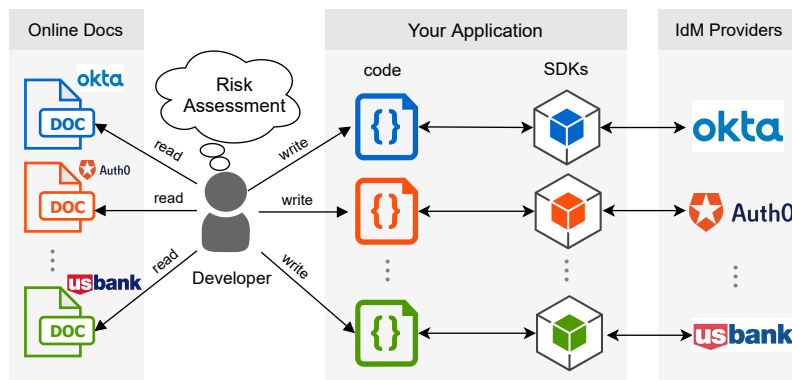 Online Docs
Your Application
IdM Providers
okta
DOC
Auth0
DOC
usbank
DOC
Risk
Assessment
read
read
read
Developer
write
write
write
code
SDKs
{ }
{ }
{ }
okta
Auth0
usbank